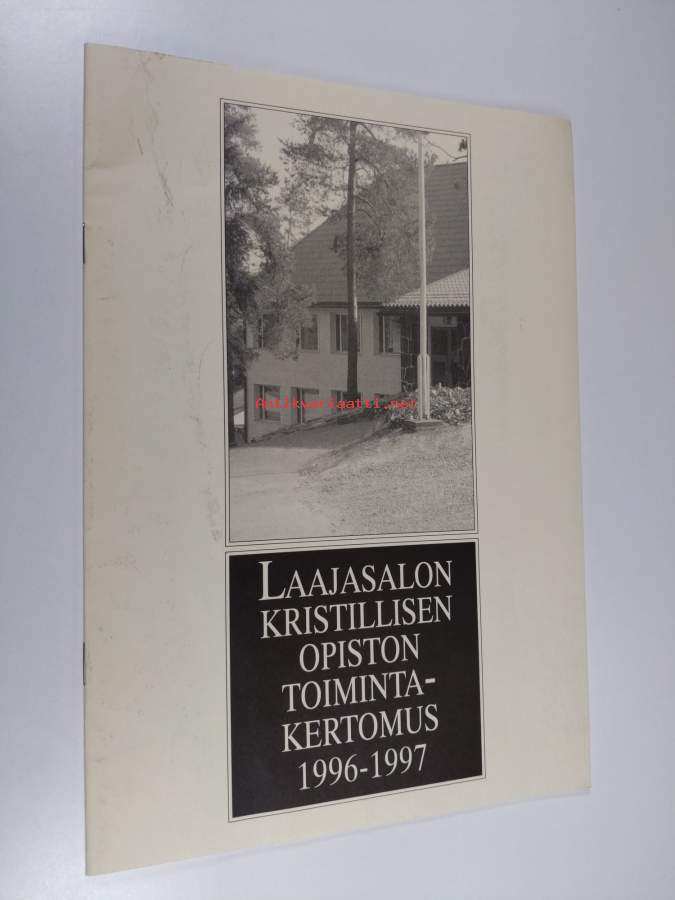 Antikvariaatti.net
LAAJASALON
KRISTILLISEN
OPISTON
TOIMINTA-
KERTOMUS
1996-1997